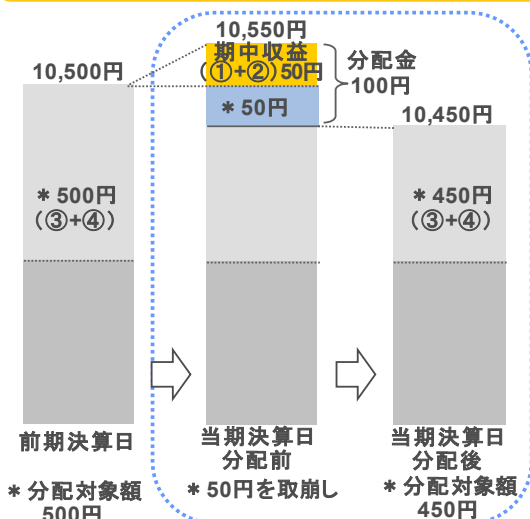 10,550円
期中収益
(①+②)50円
分配金
100円
10,500円
＊50円
10,450円
＊500円
(③+④)
＊450円
(③+④)
前期決算日
当期決算日
分配前
当期決算日
分配後
＊分配対象額
500円
＊50円を取崩し
＊分配対象額
450円